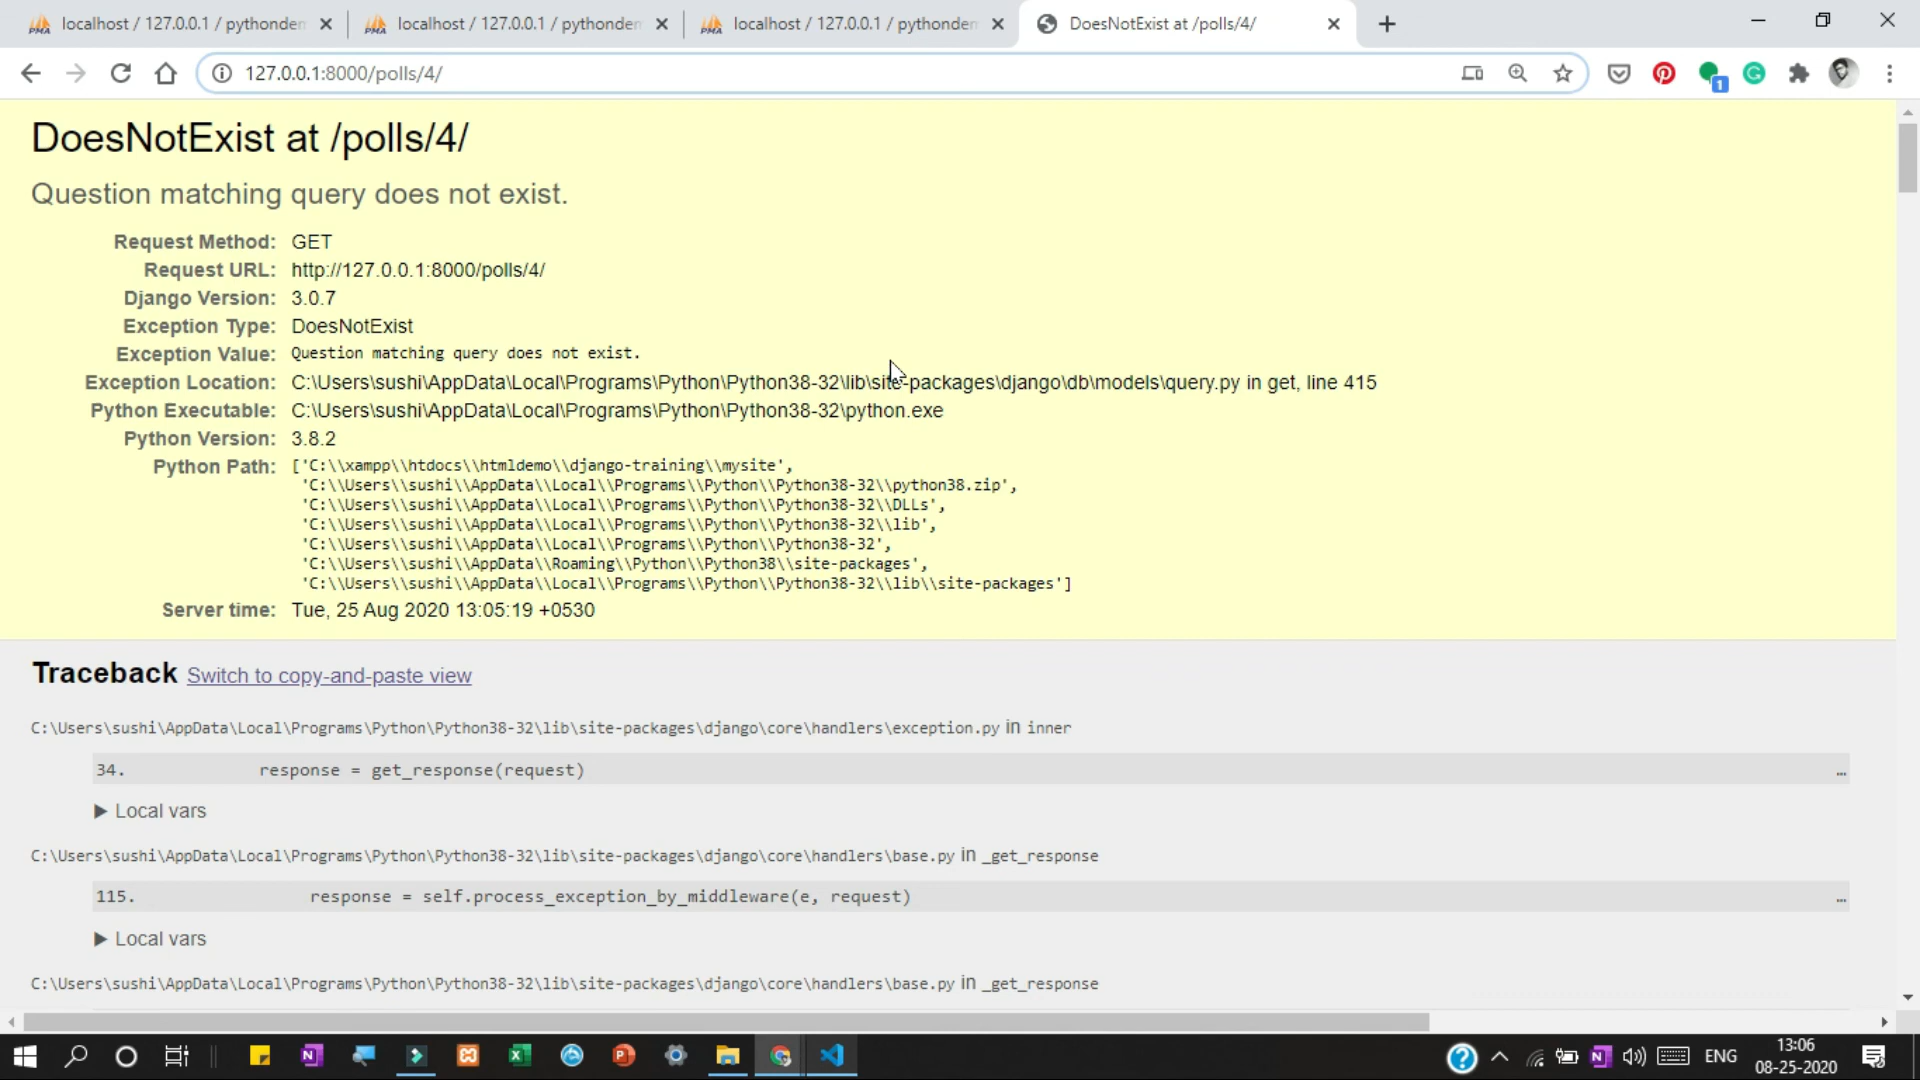 localhost / 127.0.0.1 / pythonden
localhost / 127.0.0.1 / pythonden
localhost / 127.0.0.1 / pythonden
DoesNotExist at /polls/4/
127.0.0.1:8000/polls/4/
1
DoesNotExist at /polls/4/
Question matching query does not exist.
Request Method: GET
Request URL: http://127.0.0.1:8000/polls/4/
Django Version: 3.0.7
Exception Type: DoesNotExist
Exception Value: Question matching query does not exist.
Exception Location: C:\Users\sushi\AppData\Local\Programs\Python\Python38-32\lib\site-packages\django\db\models\query.py in get, line 415
Python Executable: C:\Users\sushi\AppData\Local\Programs\Python\Python38-32\python.exe
Python Version: 3.8.2
Python Path: ['C:\\xampp\\htdocs\\htmldemo\\django-training\\mysite',
'C:\\Users\\sushi\\AppData\\Local\\Programs\\Python\\Python38-32\\python38.zip',
'C:\\Users\\sushi\\AppData\\Local\\Programs\\Python\\Python38-32\\DLLs',
'C:\\Users\\sushi\\AppData\\Local\\Programs\\Python\\Python38-32\\lib',
'C:\\Users\\sushi\\AppData\\Local\\Programs\\Python\\Python38-32',
'C:\\Users\\sushi\\AppData\\Roaming\\Python\\Python38\\site-packages',
'C:\\Users\\sushi\\AppData\\Local\\Programs\\Python\\Python38-32\\lib\\site-packages']
Server time: Tue, 25 Aug 2020 13:05:19 +0530
Traceback Switch to copy-and-paste view
C:\Users\sushi\AppData\Local\Programs\Python\Python38-32\lib\site-packages\django\core\handlers\exception.py in inner
34. response = get_response(request) …
▶ Local vars
C:\Users\sushi\AppData\Local\Programs\Python\Python38-32\lib\site-packages\django\core\handlers\base.py in _get_response
115. response = self.process_exception_by_middleware(e, request) …
▶ Local vars
C:\Users\sushi\AppData\Local\Programs\Python\Python38-32\lib\site-packages\django\core\handlers\base.py in _get_response
ENG
13:06
08-25-2020